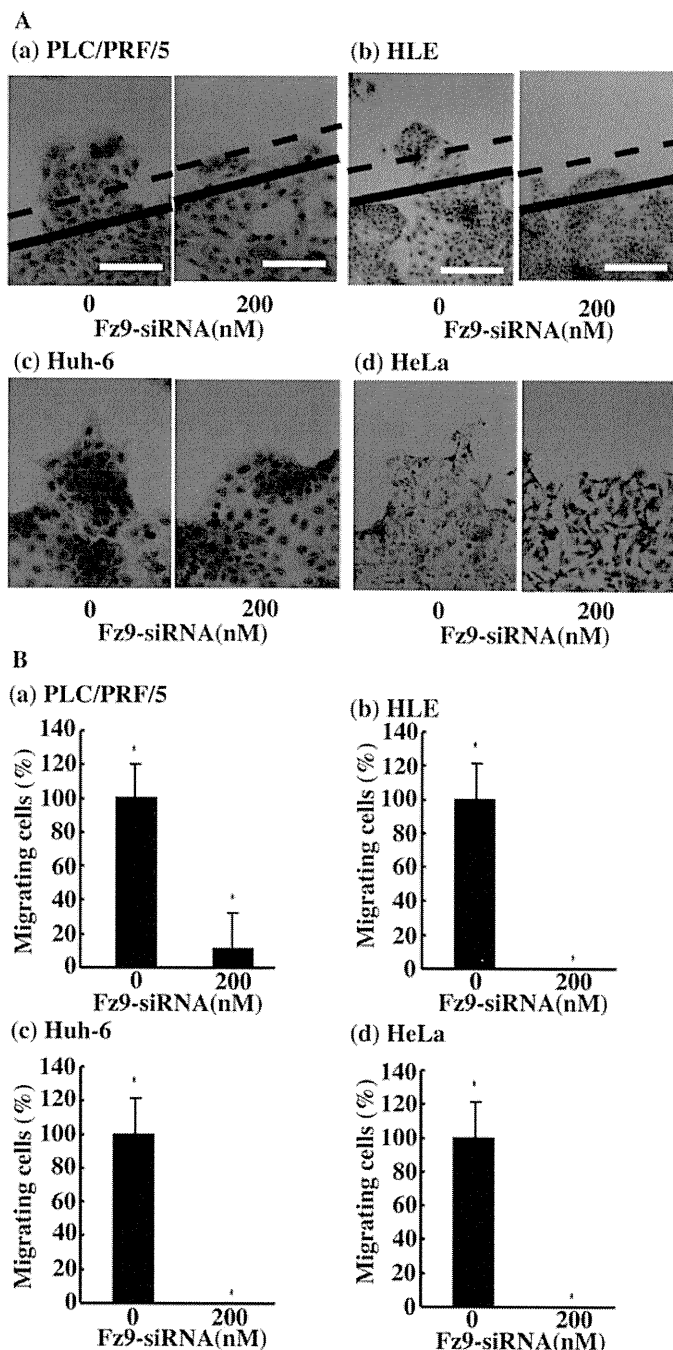 A
(a) PLC/PRF/5
(b) HLE
0
200
0
200
Fz9-siRNA(nM)
Fz9-siRNA(nM)
(c) Huh-6
(d) HeLa
0
200
0
200
Fz9-siRNA(nM)
Fz9-siRNA(nM)
B
(a) PLC/PRF/5
Migrating cells (%)
140
120
100
80
60
40
20
0
*
*
0
200
Fz9-siRNA(nM)
(b) HLE
Migrating cells (%)
140
120
100
80
60
40
20
0
*
*
0
200
Fz9-siRNA(nM)
(c) Huh-6
Migrating cells (%)
140
120
100
80
60
40
20
0
*
*
0
200
Fz9-siRNA(nM)
(d) HeLa
Migrating cells (%)
140
120
100
80
60
40
20
0
*
*
0
200
Fz9-siRNA(nM)